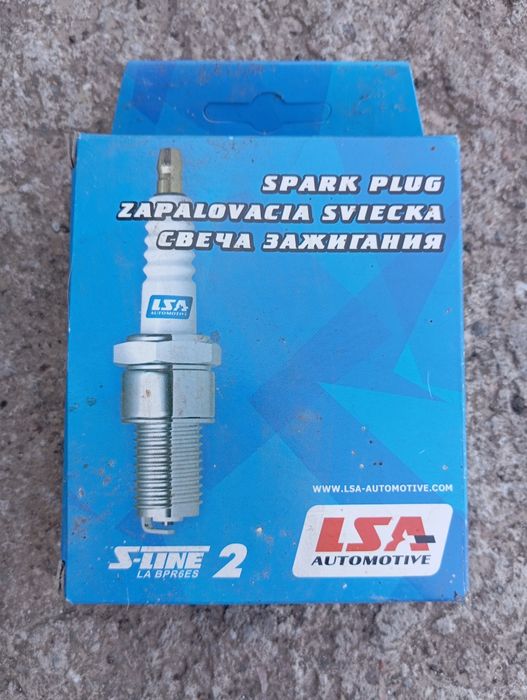 SPARK PLUG
ZAPALOVACIA SVIECKA
СВЕЧА ЗАЖИГАНИЯ
LSA
AUTOMOTIVE
WWW.LSA-AUTOMOTIVE.COM
S-LINE 2
LA BPR6ES
LSA
AUTOMOTIVE